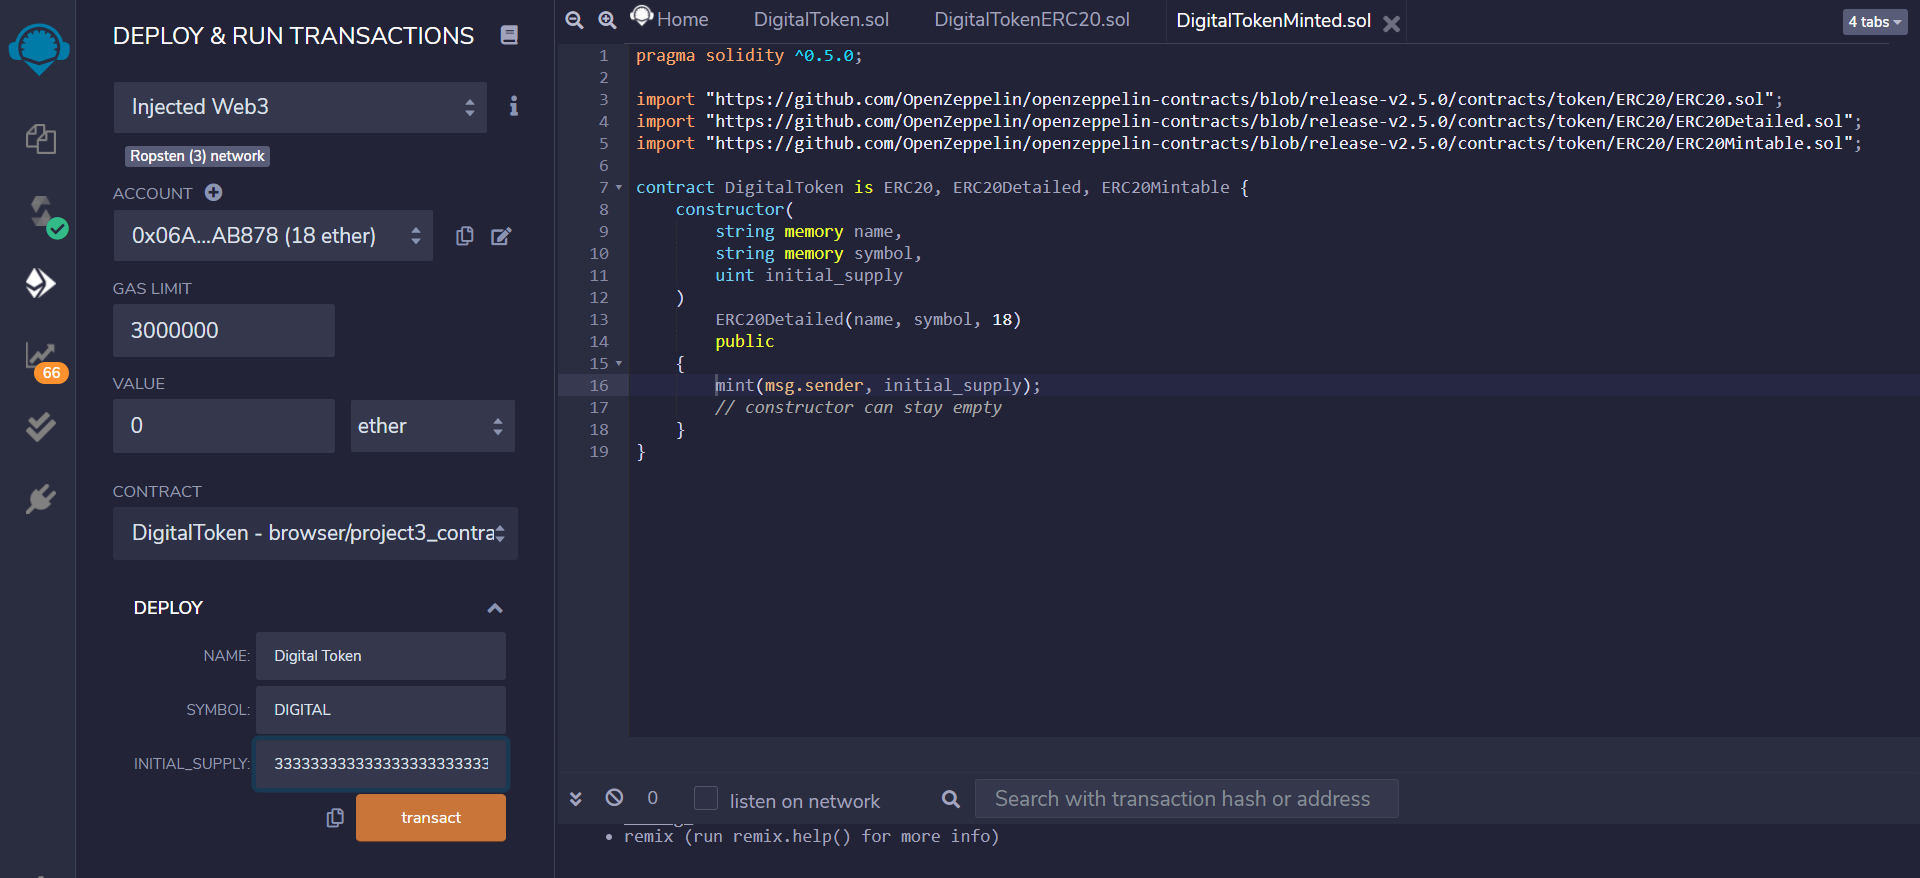 DEPLOY & RUN TRANSACTIONS
Injected Web3
Ropsten (3) network
ACCOUNT
0x06A...AB878 (18 ether)
GAS LIMIT
3000000
66
VALUE
0
ether
CONTRACT
DigitalToken - browser/project3_contra
DEPLOY
NAME:
Digital Token
SYMBOL:
DIGITAL
INITIAL_SUPPLY:
transact
Home
DigitalToken.sol
DigitalTokenERC20.sol
DigitalTokenMinted.sol
4 tabs
1 pragma solidity ^0.5.0;
2
3 import "https://github.com/OpenZeppelin/openzeppelin-contracts/blob/release-v2.5.0/contracts/token/ERC20/ERC20.sol";
4 import "https://github.com/OpenZeppelin/openzeppelin-contracts/blob/release-v2.5.0/contracts/token/ERC20/ERC20Detailed.sol";
5 import "https://github.com/OpenZeppelin/openzeppelin-contracts/blob/release-v2.5.0/contracts/token/ERC20/ERC20Mintable.sol";
6
7 contract DigitalToken is ERC20, ERC20Detailed, ERC20Mintable {
8 constructor(
9 string memory name,
10 string memory symbol,
11 uint initial_supply
12 )
13 ERC20Detailed(name, symbol, 18)
14 public
15 {
16 mint(msg.sender, initial_supply);
17 // constructor can stay empty
18 }
19 }
0
listen on network
Search with transaction hash or address
• remix (run remix.help() for more info)